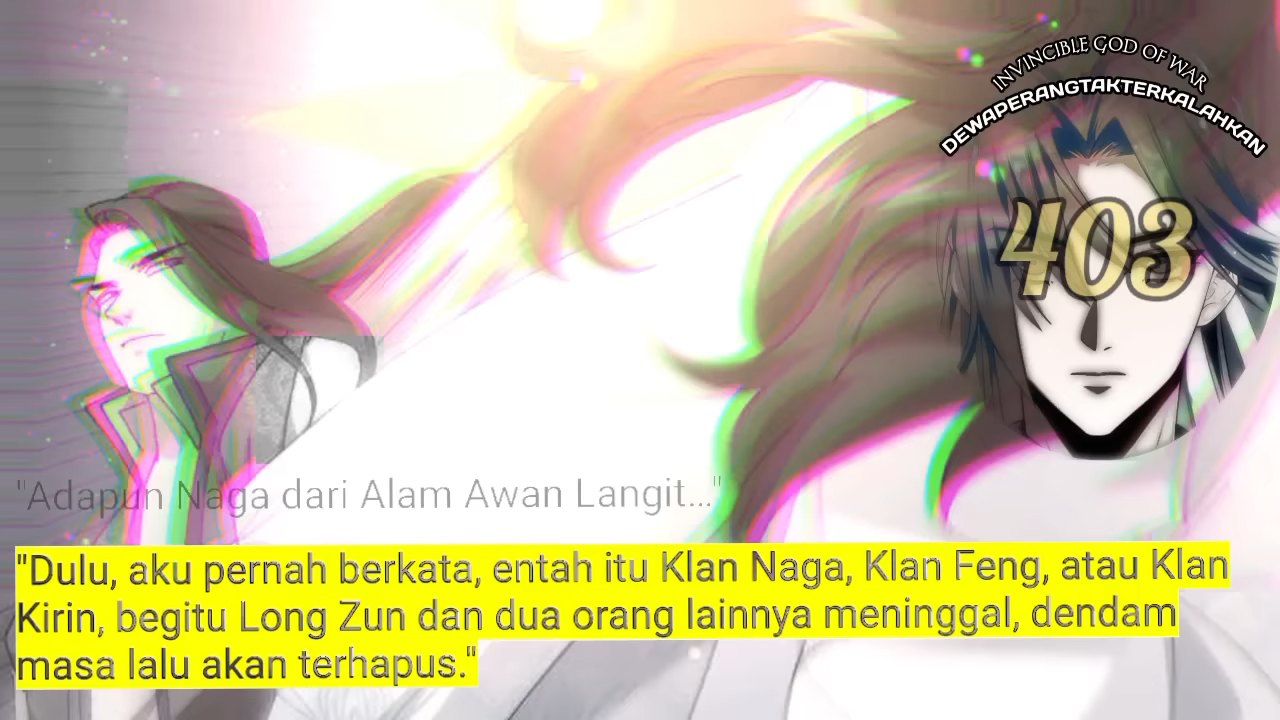 INVINCIBLE GOD OF WAR
DEWAPERANGTAKTERKALAHKAN
403
"Adapun Naga dari Alam Awan Langit..."
"Dulu, aku pernah berkata, entah itu Klan Naga, Klan Feng, atau Klan
Kirin, begitu Long Zun dan dua orang lainnya meninggal, dendam
masa lalu akan terhapus."